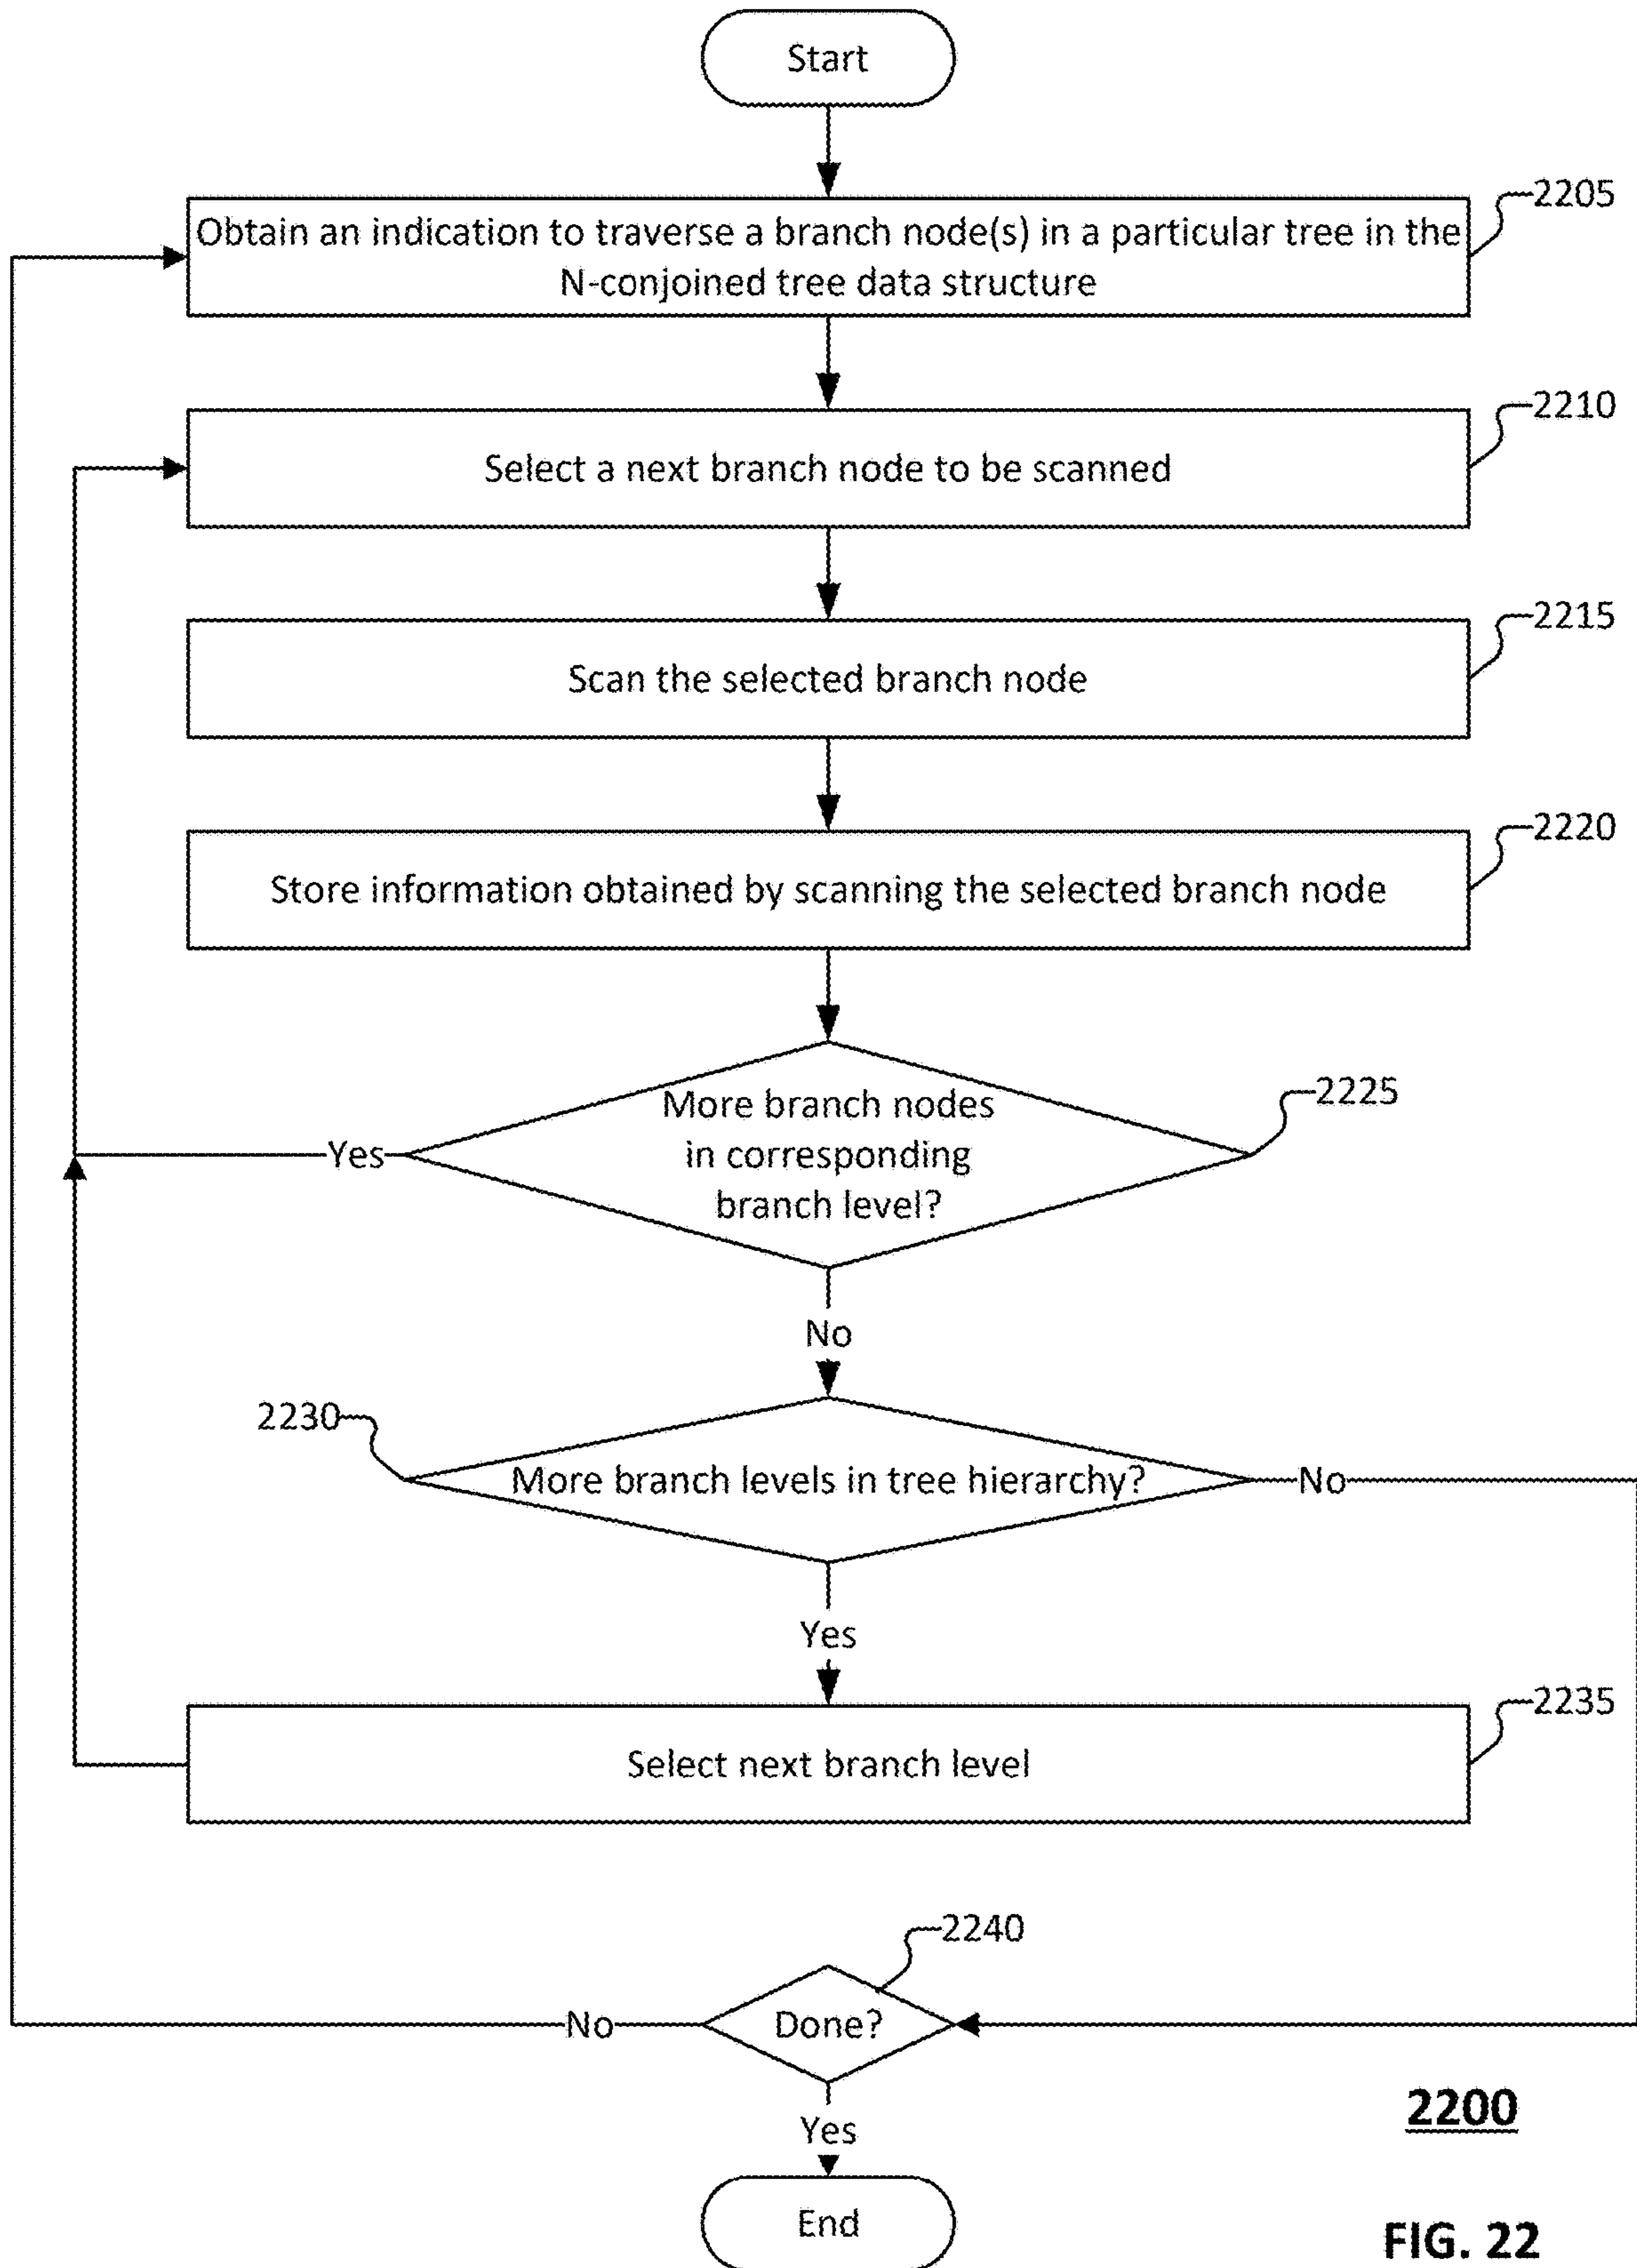 Start
2205
Obtain an indication to traverse a branch node(s) in a particular tree in the
N-conjoined tree data structure
2210
Select a next branch node to be scanned
2215
Scan the selected branch node
2220
Store information obtained by scanning the selected branch node
2225
More branch nodes
in corresponding
branch level?
Yes
No
2230
More branch levels in tree hierarchy?
No
Yes
2235
Select next branch level
2240
Done?
No
Yes
2200
End
FIG. 22